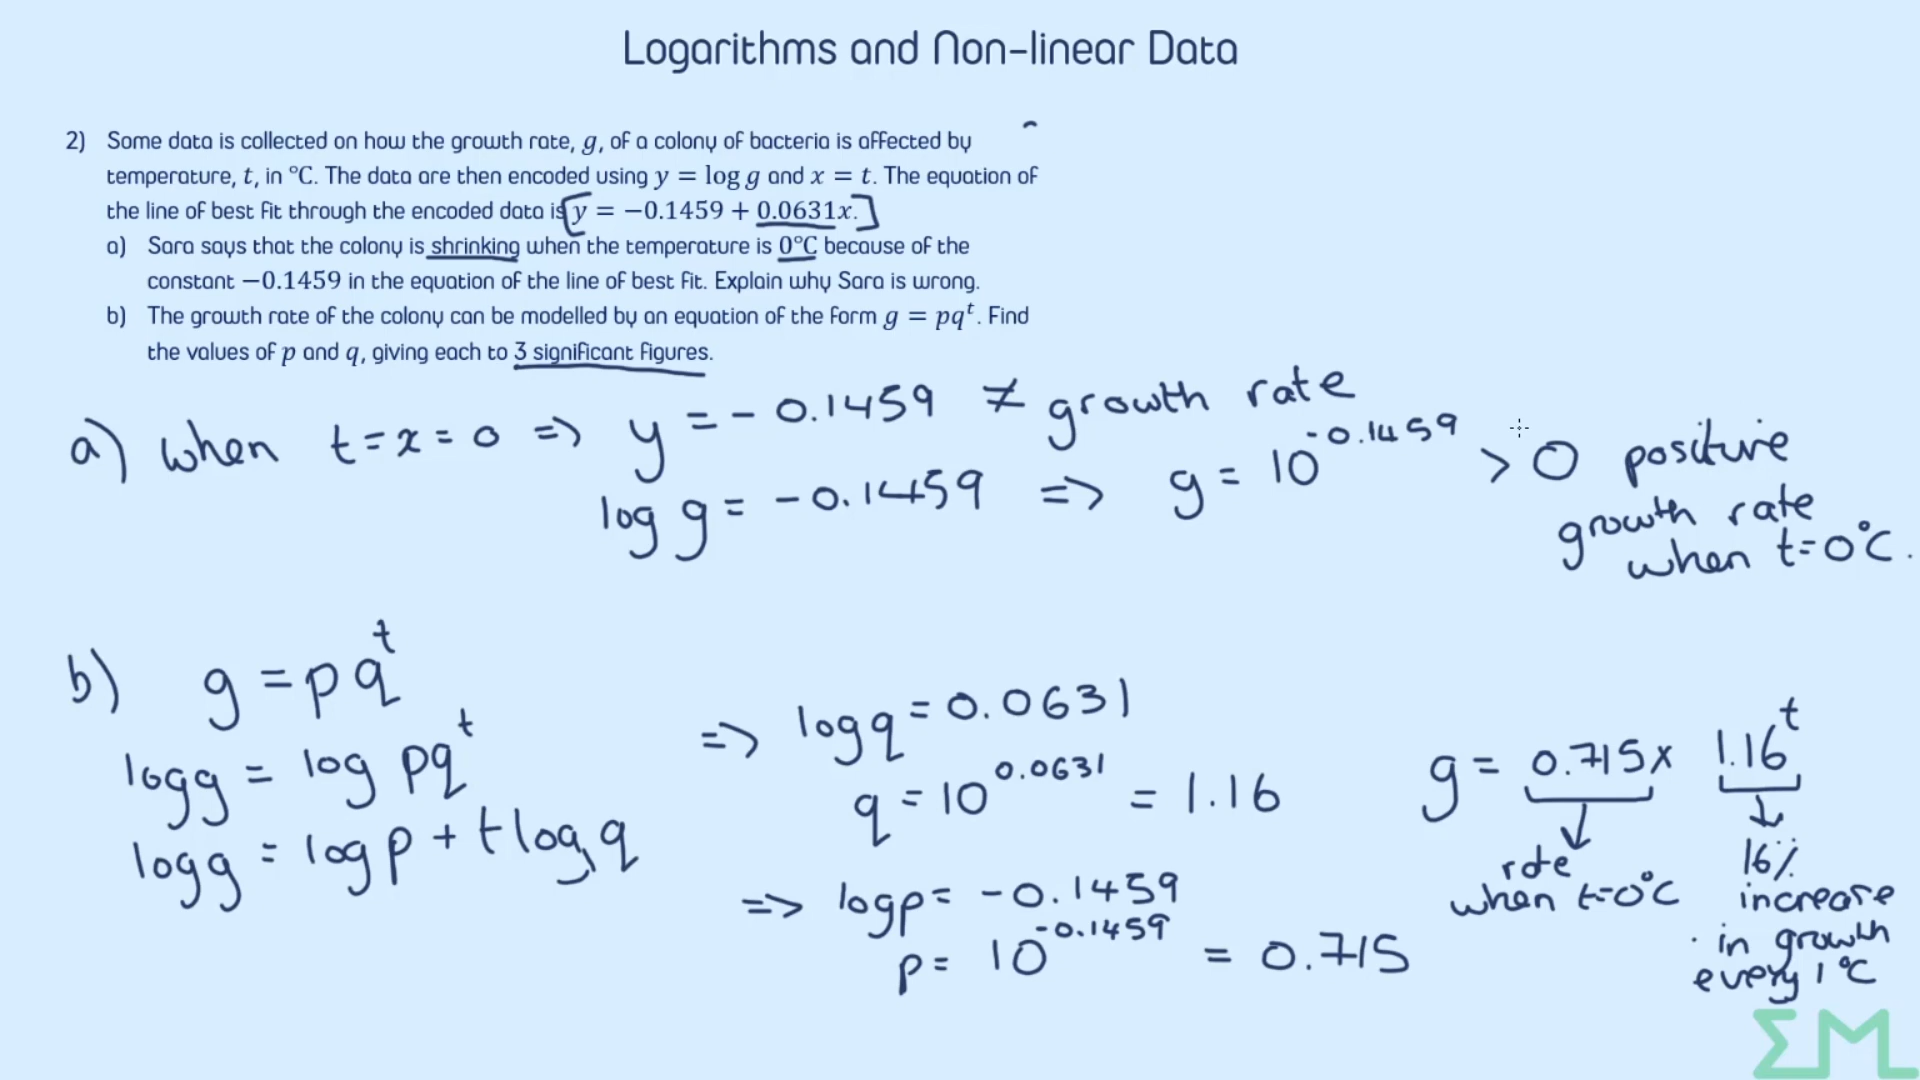 Logarithms and Non-linear Data
2) Some data is collected on how the growth rate, g, of a colony of bacteria is affected by
temperature, t, in °C. The data are then encoded using y = log g and x = t. The equation of
the line of best fit through the encoded data is [y = −0.1459 + 0.0631x.]
a) Sara says that the colony is shrinking when the temperature is 0°C because of the
constant −0.1459 in the equation of the line of best fit. Explain why Sara is wrong.
b) The growth rate of the colony can be modelled by an equation of the form g = pqᵗ. Find
the values of p and q, giving each to 3 significant figures.
a) when t = x = 0 => y = - 0.1459 ≠ growth rate
log g = - 0.1459 => g = 10^-0.1459 > 0 positive
growth rate
when t=0°C.
b) g = pqᵗ
log g = log pqᵗ
log g = log p + t log q
=> log q = 0.0631
q = 10^0.0631 = 1.16
=> log p = -0.1459
p = 10^-0.1459 = 0.715
g = 0.715 x 1.16ᵗ
rate
when t=0°C
16%
increase
in growth
every 1°C
ΣM